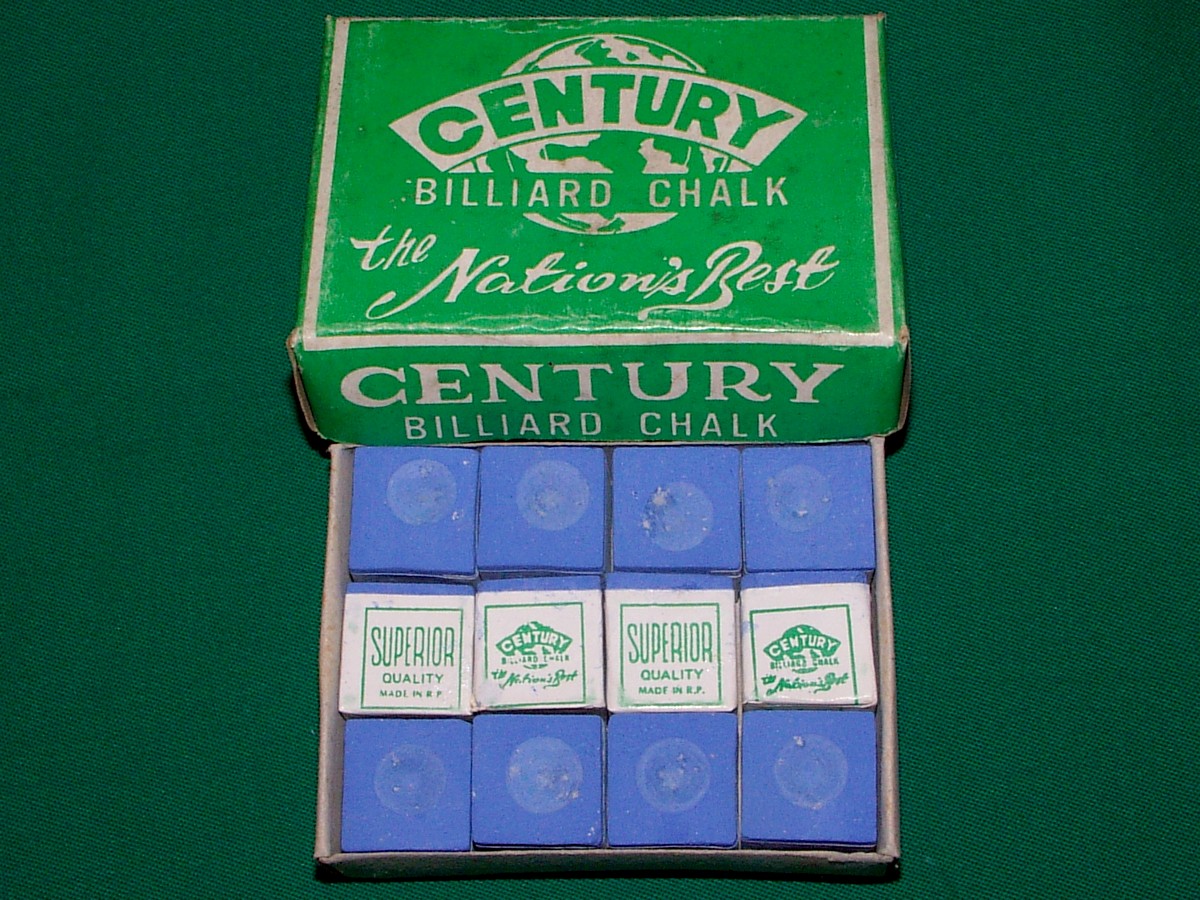 CENTURY
BILLIARD CHALK
the Nation's Best
CENTURY
BILLIARD CHALK
SUPERIOR
QUALITY
MADE IN R.P.
CENTURY
BILLIARD CHALK
the Nation's Best
SUPERIOR
QUALITY
MADE IN R.P.
CENTURY
BILLIARD CHALK
the Nation's Best